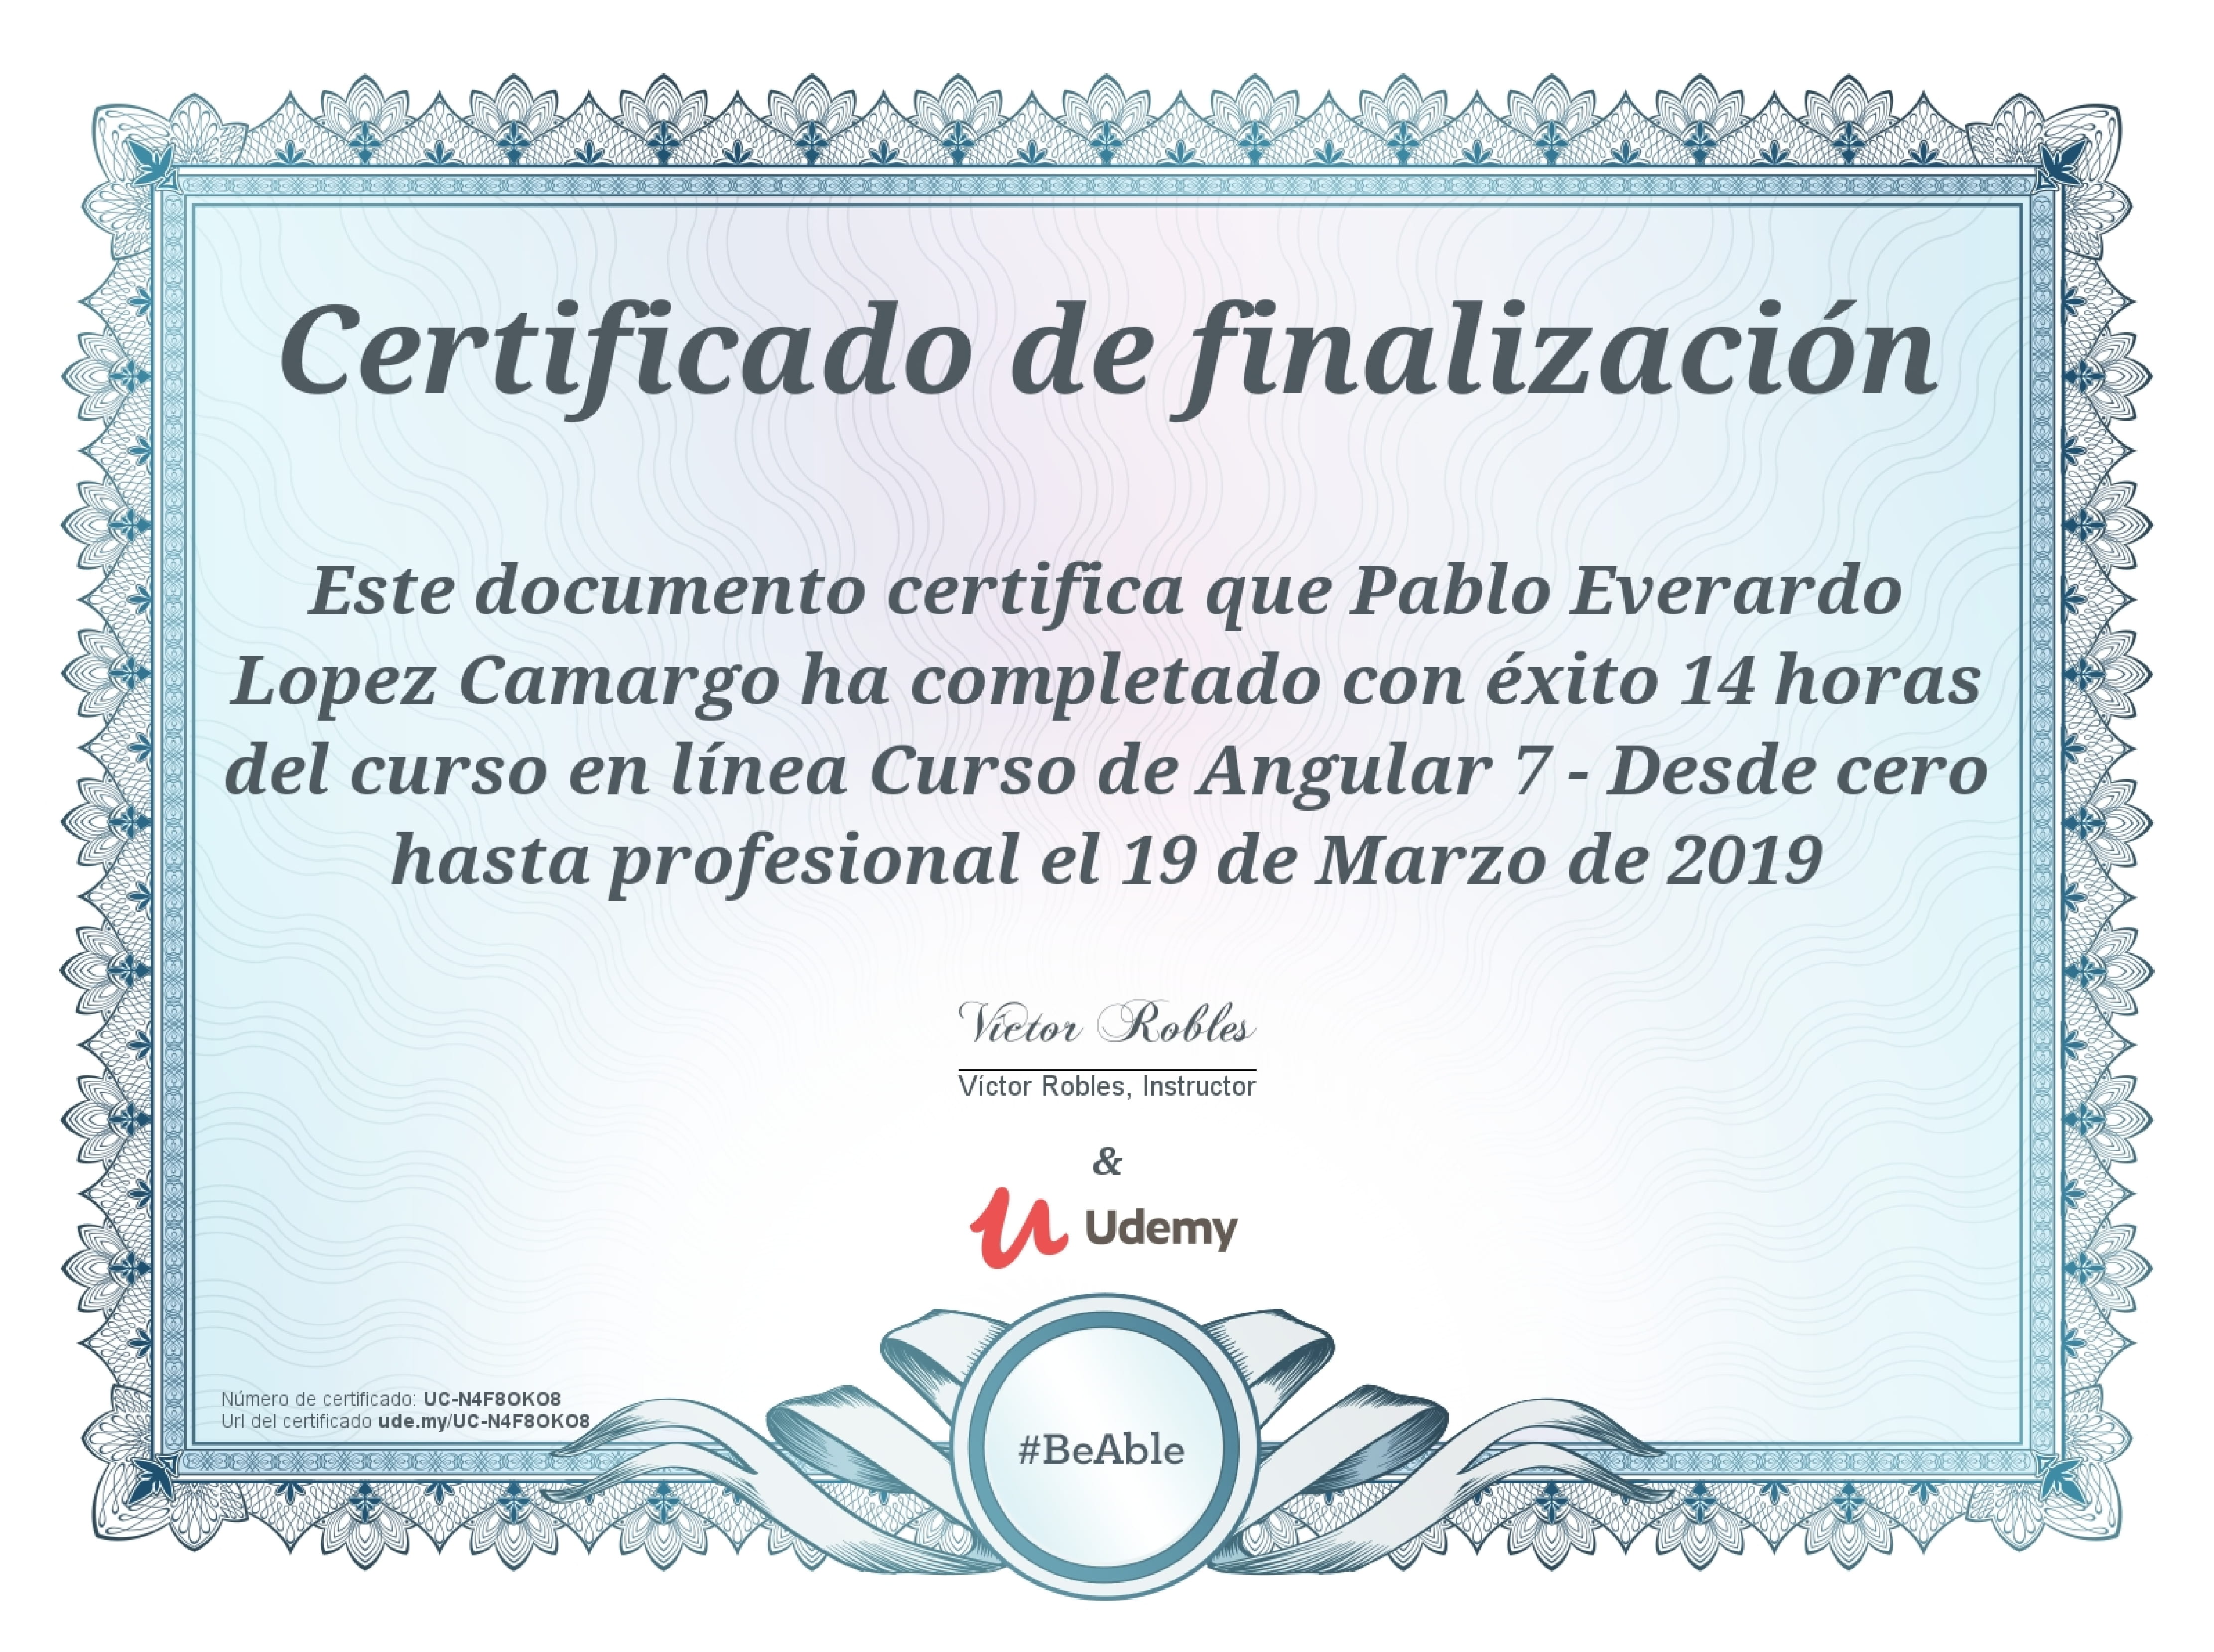 Certificado de finalización
Este documento certifica que Pablo Everardo
Lopez Camargo ha completado con éxito 14 horas
del curso en línea Curso de Angular 7 - Desde cero
hasta profesional el 19 de Marzo de 2019
Víctor Robles
Víctor Robles, Instructor
&
Udemy
Número de certificado: UC-N4F8OKO8
Url del certificado ude.my/UC-N4F8OKO8
#BeAble